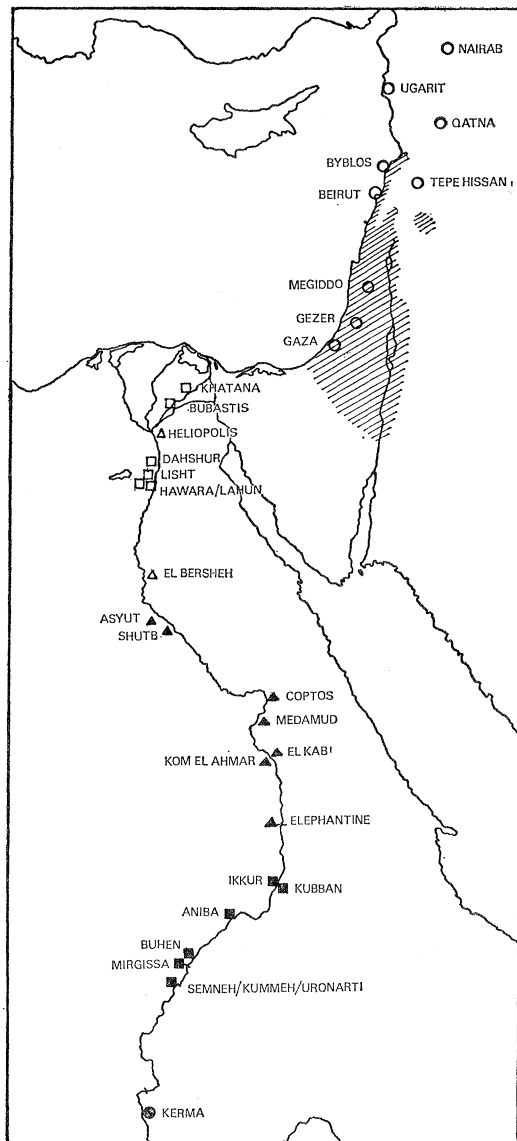 NAIRAB
UGARIT
QATNA
BYBLOS
TEPE HISSAN
BEIRUT
MEGIDDO
GEZER
GAZA
KHATANA
BUBASTIS
HELIOPOLIS
DAHSHUR
LISHT
HAWARA/LAHUN
EL BERSHEH
ASYUT
SHUTB
COPTOS
MEDAMUD
EL KAB
KOM EL AHMAR
ELEPHANTINE
IKKUR
KUBBAN
ANIBA
BUHEN
MIRGISSA
SEMNEH/KUMMEH/URONARTI
KERMA